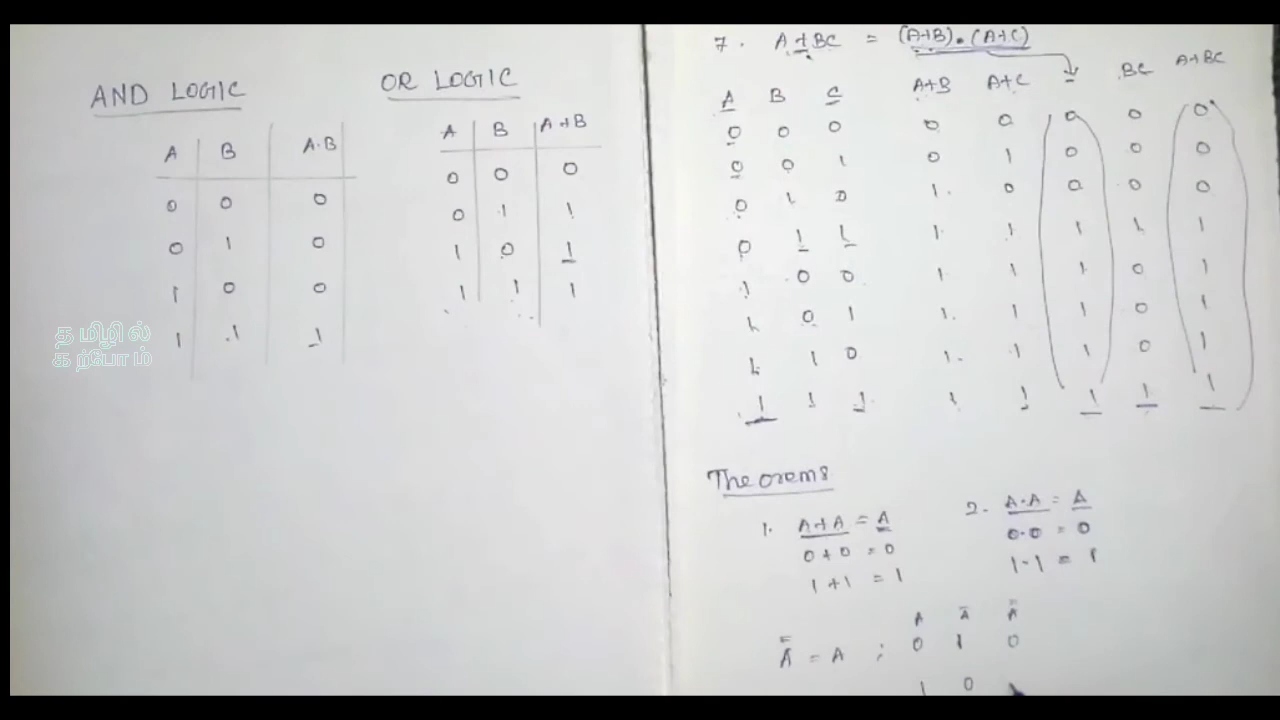 AND LOGIC
A B A.B
0 0 0
0 1 0
1 0 0
1 1 1
தமிழில்
கற்போம்
OR LOGIC
A B A+B
0 0 0
0 1 1
1 0 1
1 1 1
7. A+BC = (A+B).(A+C)
A B C A+B A+C BC A+BC
0 0 0 0 0 0 0 0
0 0 1 0 1 0 0 0
0 1 0 1 0 0 0 0
0 1 1 1 1 1 1 1
1 0 0 1 1 1 0 1
1 0 1 1 1 1 0 1
1 1 0 1 1 1 0 1
1 1 1 1 1 1 1 1
Theorems
1. A+A = A
0+0 = 0
1+1 = 1
2. A.A = A
0.0 = 0
1.1 = 1
A Ā A̿
A̿ = A ; 0 1 0
1 0